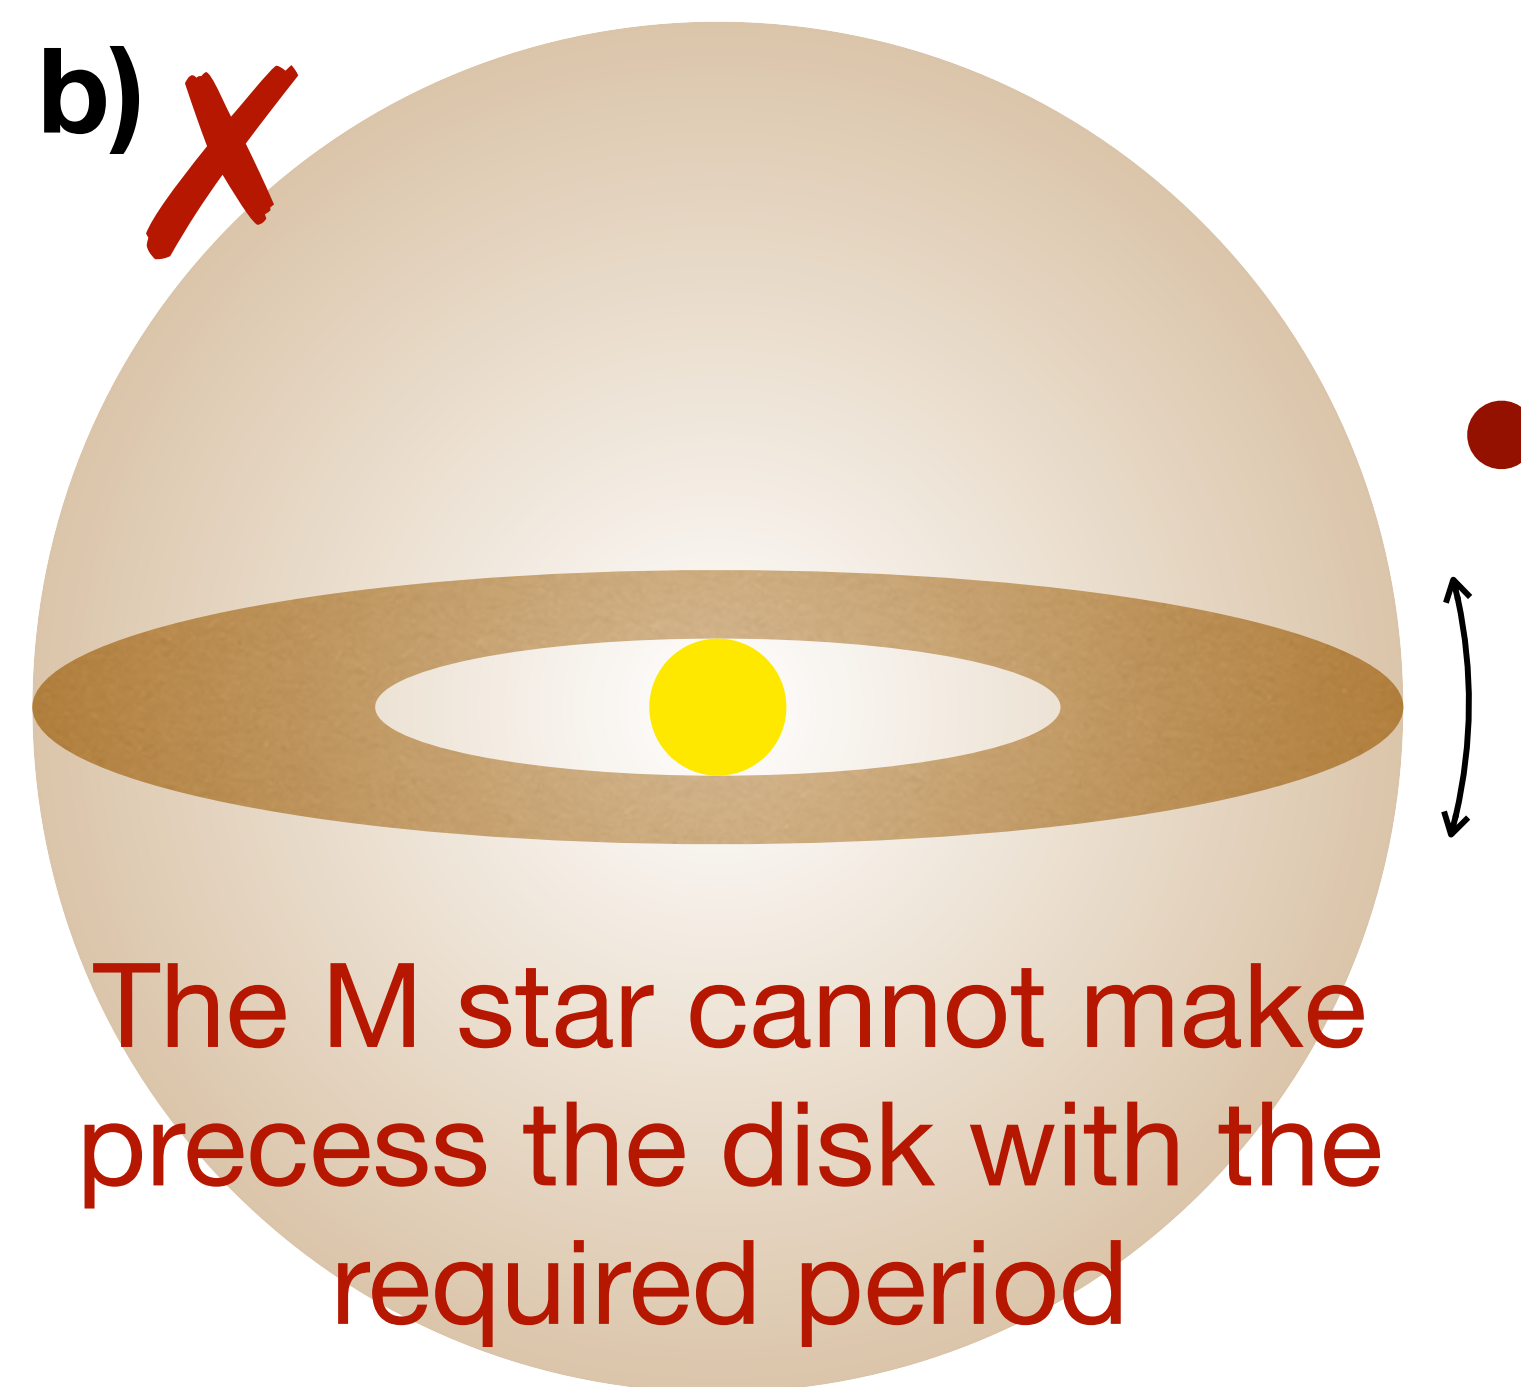 b)
The M star cannot make
precess the disk with the
required period